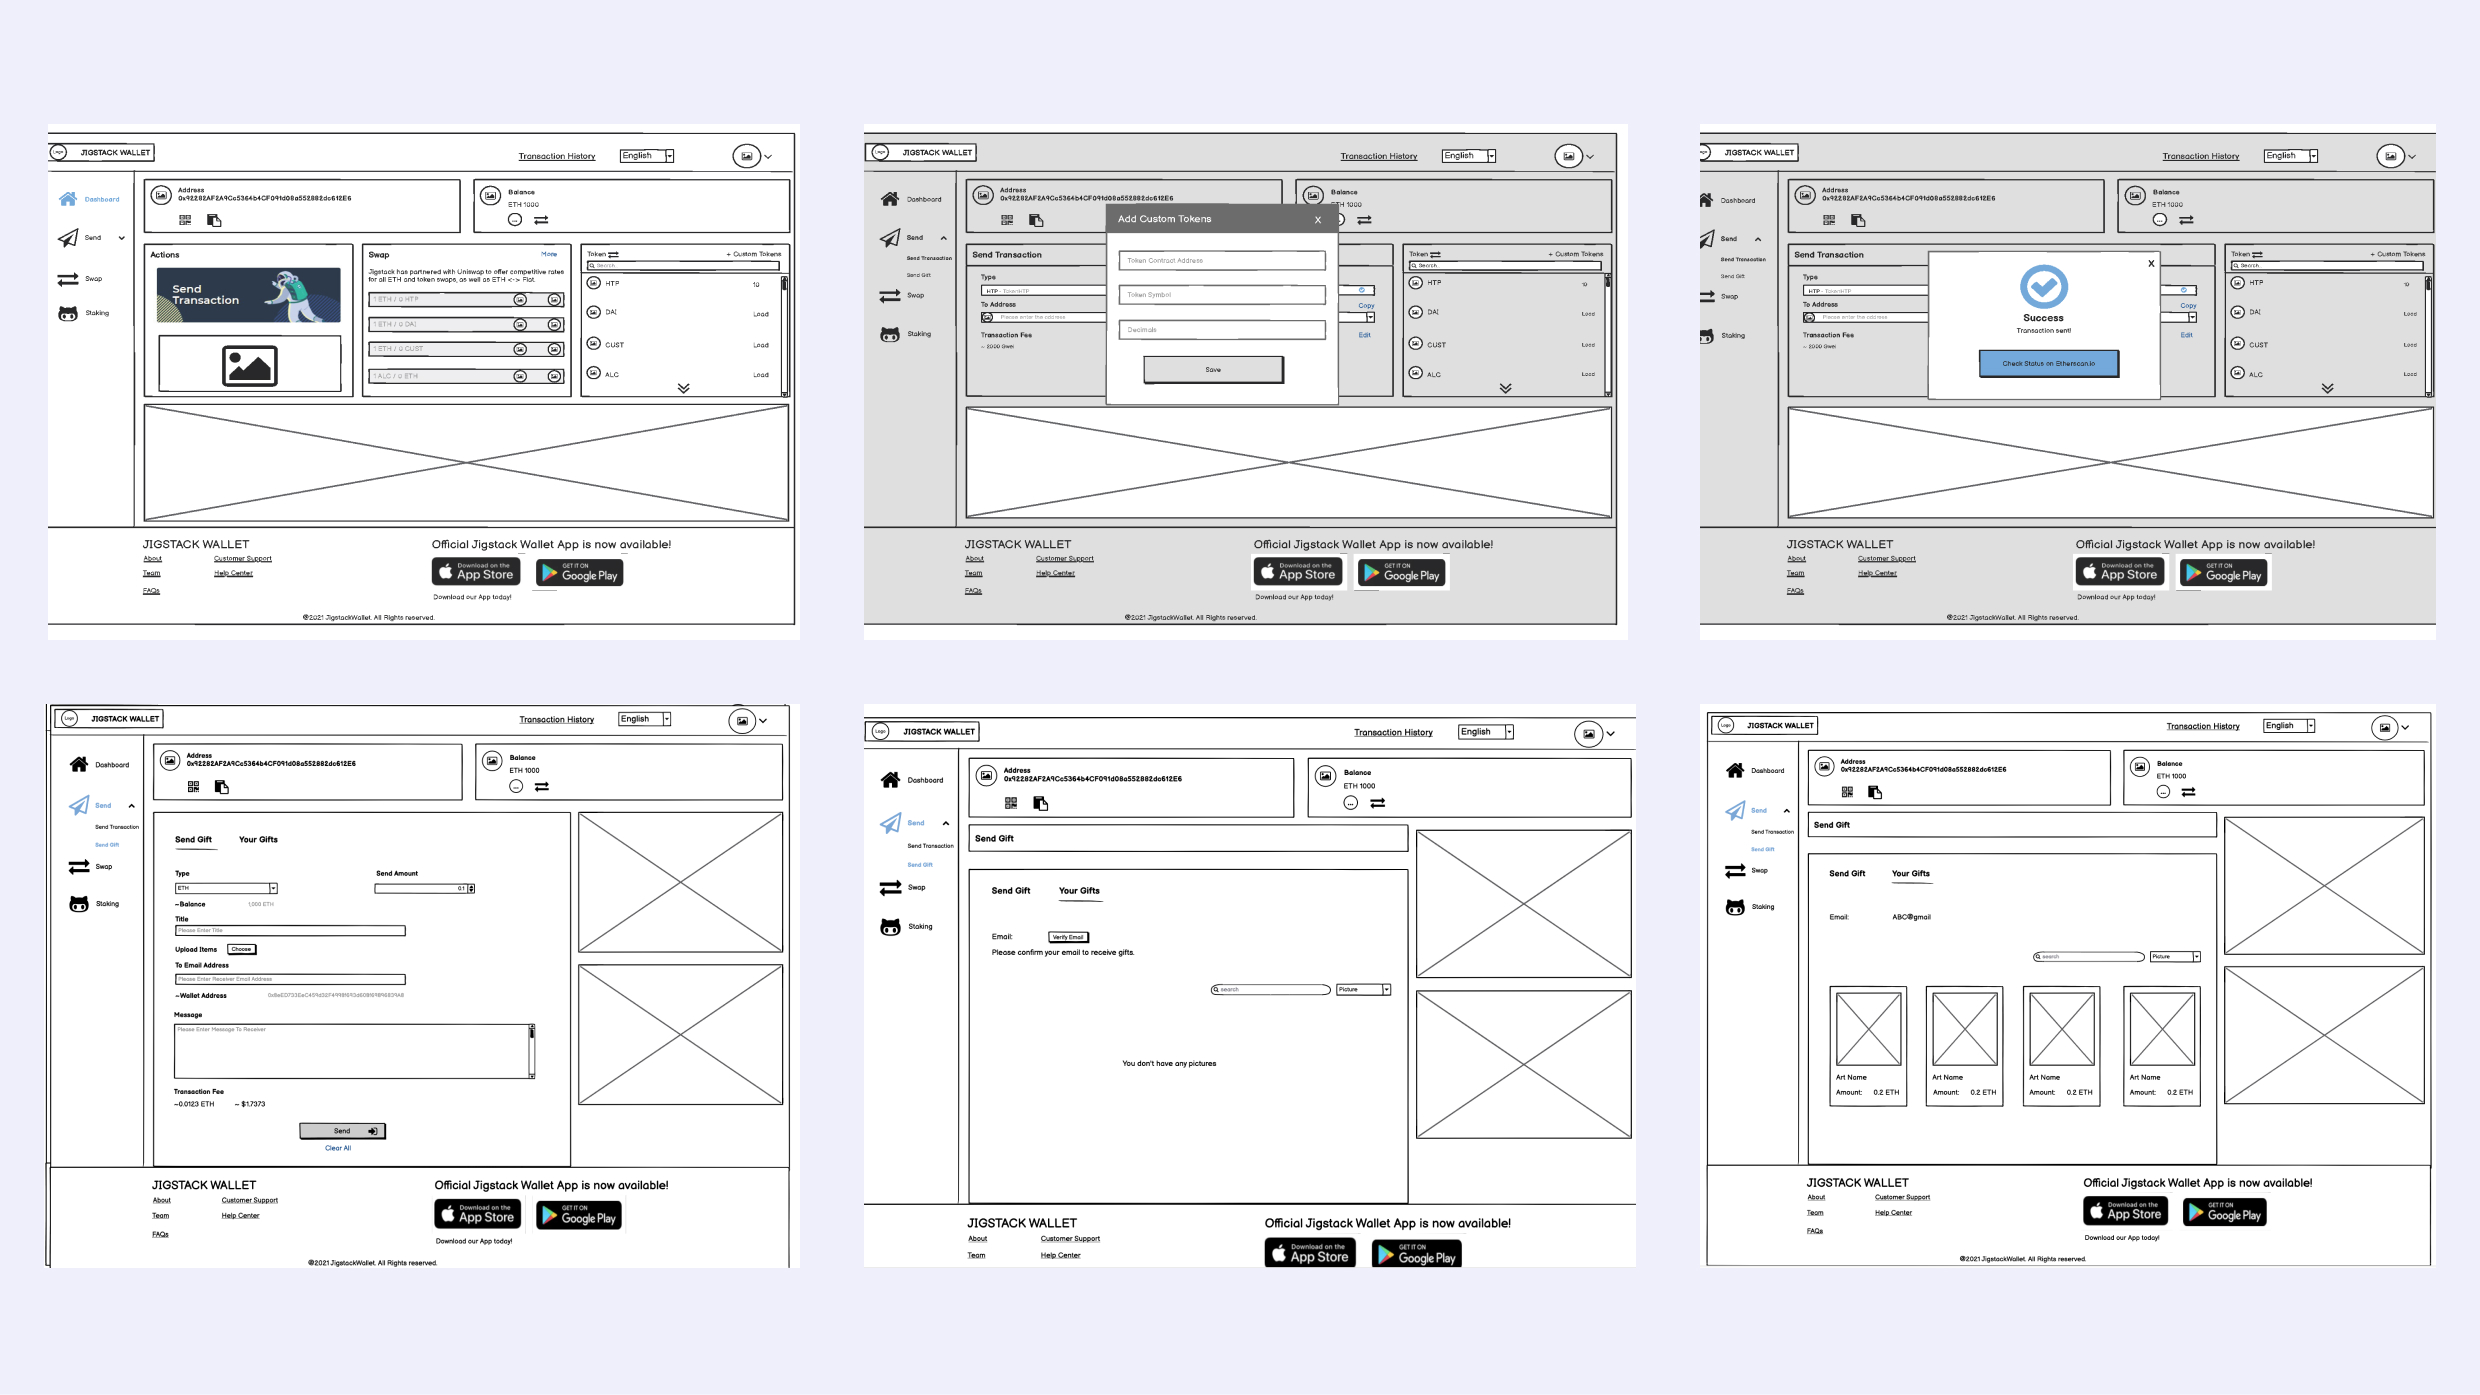 Logo JIGSTACK WALLET
Transaction History English
Dashboard
Send
Swap
Staking
Address
0x92282AF2A9Cc5364b4CF091d08a552882dc612E6
Balance
ETH 1000
Actions
Send
Transaction
Swap More
Jigstack has partnered with Uniswap to offer competitive rates
for all ETH and token swaps, as well as ETH <-> Fiat.
1 ETH / 0 HTP
1 ETH / 0 DAI
1 ETH / 0 CUST
1 ALC / 0 ETH
Token + Custom Tokens
Search
HTP 10
DAI Load
CUST Load
ALC Load
JIGSTACK WALLET
About Customer Support
Team Help Center
FAQs
Official Jigstack Wallet App is now available!
Download on the App Store
GET IT ON Google Play
Download our App today!
@2021 JigstackWallet. All Rights reserved.
Logo JIGSTACK WALLET
Transaction History English
Dashboard
Send
Send Transaction
Send Gift
Swap
Staking
Address
0x92282AF2A9Cc5364b4CF091d08a552882dc612E6
Balance
ETH 1000
Send Transaction
Type
HTP - TokenHTP
To Address Copy
Please enter the address
Transaction Fee Edit
~ 2000 Gwei
Add Custom Tokens X
Token Contract Address
Token Symbol
Decimals
Save
Token + Custom Tokens
Search
HTP 10
DAI Load
CUST Load
ALC Load
JIGSTACK WALLET
About Customer Support
Team Help Center
FAQs
Official Jigstack Wallet App is now available!
Download on the App Store
GET IT ON Google Play
Download our App today!
@2021 JigstackWallet. All Rights reserved.
JIGSTACK WALLET
Transaction History English
Dashboard
Send
Send Transaction
Send Gift
Swap
Staking
Address
0x92282AF2A9Cc5364b4CF091d08a552882dc612E6
Balance
ETH 1000
Send Transaction
Type
HTP - TokenHTP
To Address Copy
Please enter the address
Transaction Fee Edit
~ 2000 Gwei
X
Success
Transaction sent!
Check Status on Etherscan.io
Token + Custom Tokens
Search
HTP 10
DAI Load
CUST Load
ALC Load
JIGSTACK WALLET
About Customer Support
Team Help Center
FAQs
Official Jigstack Wallet App is now available!
Download on the App Store
GET IT ON Google Play
Download our App today!
@2021 JigstackWallet. All Rights reserved.
Logo JIGSTACK WALLET
Transaction History English
Dashboard
Send
Send Transaction
Send Gift
Swap
Staking
Address
0x92282AF2A9Cc5364b4CF091d08a552882dc612E6
Balance
ETH 1000
Send Gift Your Gifts
Type Send Amount
ETH 0.1
~Balance 1,000 ETH
Title
Please Enter Title
Upload Items Choose
To Email Address
Please Enter Receiver Email Address
~Wallet Address
Message
Please Enter Message To Receiver
Transaction Fee
~0.0123 ETH ~ $1.7373
Send
Clear All
JIGSTACK WALLET
About Customer Support
Team Help Center
FAQs
Official Jigstack Wallet App is now available!
Download on the App Store
GET IT ON Google Play
Download our App today!
@2021 JigstackWallet. All Rights reserved.
Logo JIGSTACK WALLET
Transaction History English
Dashboard
Send
Send Transaction
Send Gift
Swap
Staking
Address
0x92282AF2A9Cc5364b4CF091d08a552882dc612E6
Balance
ETH 1000
Send Gift
Send Gift Your Gifts
Email: Verify Email
Please confirm your email to receive gifts.
search Picture
You don't have any pictures
JIGSTACK WALLET
About Customer Support
Team Help Center
Official Jigstack Wallet App is now available!
Download on the App Store
GET IT ON Google Play
Logo JIGSTACK WALLET
Transaction History English
Dashboard
Send
Send Transaction
Send Gift
Swap
Staking
Address
0x92282AF2A9Cc5364b4CF091d08a552882dc612E6
Balance
ETH 1000
Send Gift
Send Gift Your Gifts
Email: ABC@gmail
search Picture
Art Name Art Name Art Name Art Name
Amount: 0.2 ETH Amount: 0.2 ETH Amount: 0.2 ETH Amount: 0.2 ETH
JIGSTACK WALLET
About Customer Support
Team Help Center
FAQs
Official Jigstack Wallet App is now available!
Download on the App Store
GET IT ON Google Play
Download our App today!
@2021 JigstackWallet. All Rights reserved.